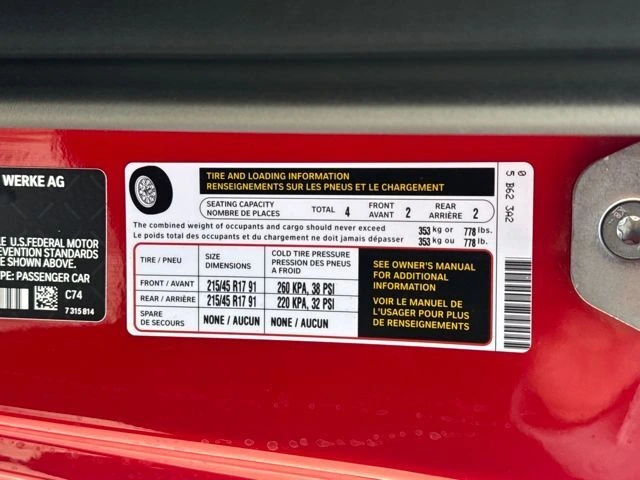 WERKE AG
U.S.FEDERAL MOTOR
EVENTION STANDARDS
SHOWN ABOVE.
PE: PASSENGER CAR
C74
7 315 814
TIRE AND LOADING INFORMATION
RENSEIGNEMENTS SUR LES PNEUS ET LE CHARGEMENT
SEATING CAPACITY
NOMBRE DE PLACES
TOTAL 4
FRONT
AVANT 2
REAR
ARRIÈRE 2
The combined weight of occupants and cargo should never exceed 353 kg or 778 lbs.
Le poids total des occupants et du chargement ne doit jamais dépasser 353 kg ou 778 lb.
TIRE / PNEU
SIZE
DIMENSIONS
COLD TIRE PRESSURE
PRESSION DES PNEUS
A FROID
FRONT / AVANT 215/45 R17 91 260 KPA, 38 PSI
REAR / ARRIÈRE 215/45 R17 91 220 KPA, 32 PSI
SPARE
DE SECOURS
NONE / AUCUN NONE / AUCUN
SEE OWNER'S MANUAL
FOR ADDITIONAL
INFORMATION
VOIR LE MANUEL DE
L'USAGER POUR PLUS
DE RENSEIGNEMENTS
0
5 B62 3A2